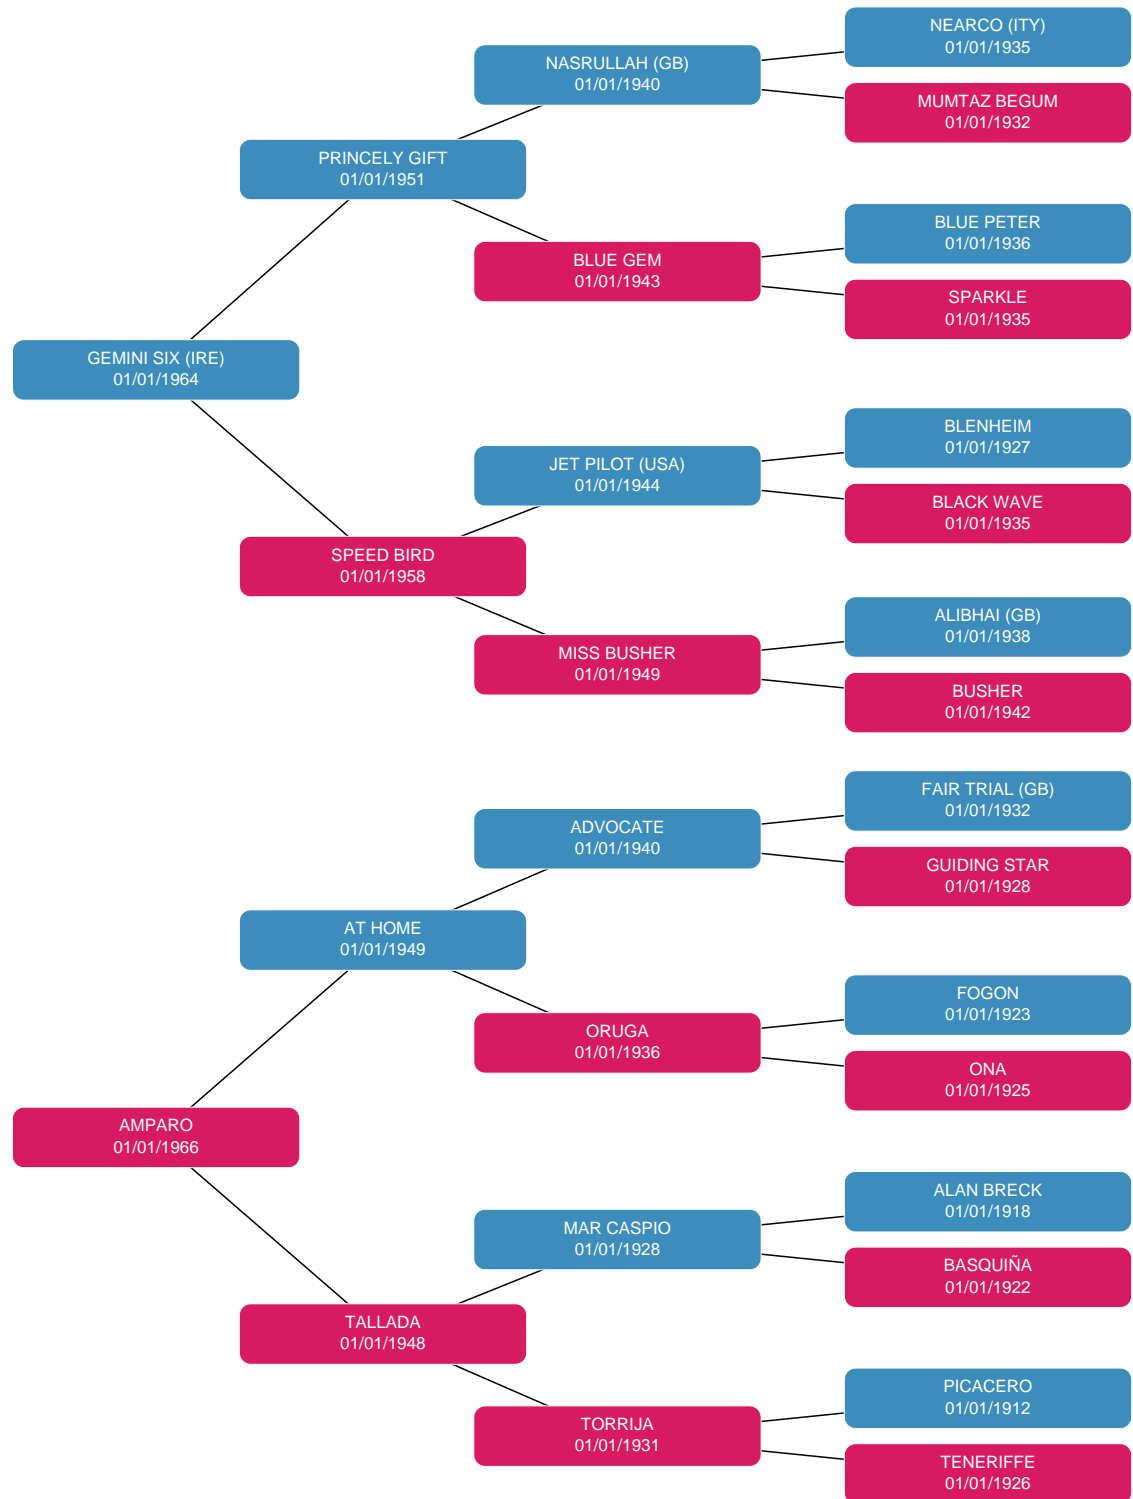 NEARCO (ITY)
01/01/1935
NASRULLAH (GB)
01/01/1940
MUMTAZ BEGUM
01/01/1932
PRINCELY GIFT
01/01/1951
BLUE PETER
01/01/1936
BLUE GEM
01/01/1943
SPARKLE
01/01/1935
GEMINI SIX (IRE)
01/01/1964
BLENHEIM
01/01/1927
JET PILOT (USA)
01/01/1944
BLACK WAVE
01/01/1935
SPEED BIRD
01/01/1958
ALIBHAI (GB)
01/01/1938
MISS BUSHER
01/01/1949
BUSHER
01/01/1942
FAIR TRIAL (GB)
01/01/1932
ADVOCATE
01/01/1940
GUIDING STAR
01/01/1928
AT HOME
01/01/1949
FOGON
01/01/1923
ORUGA
01/01/1936
ONA
01/01/1925
AMPARO
01/01/1966
ALAN BRECK
01/01/1918
MAR CASPIO
01/01/1928
BASQUIÑA
01/01/1922
TALLADA
01/01/1948
PICACERO
01/01/1912
TORRIJA
01/01/1931
TENERIFFE
01/01/1926